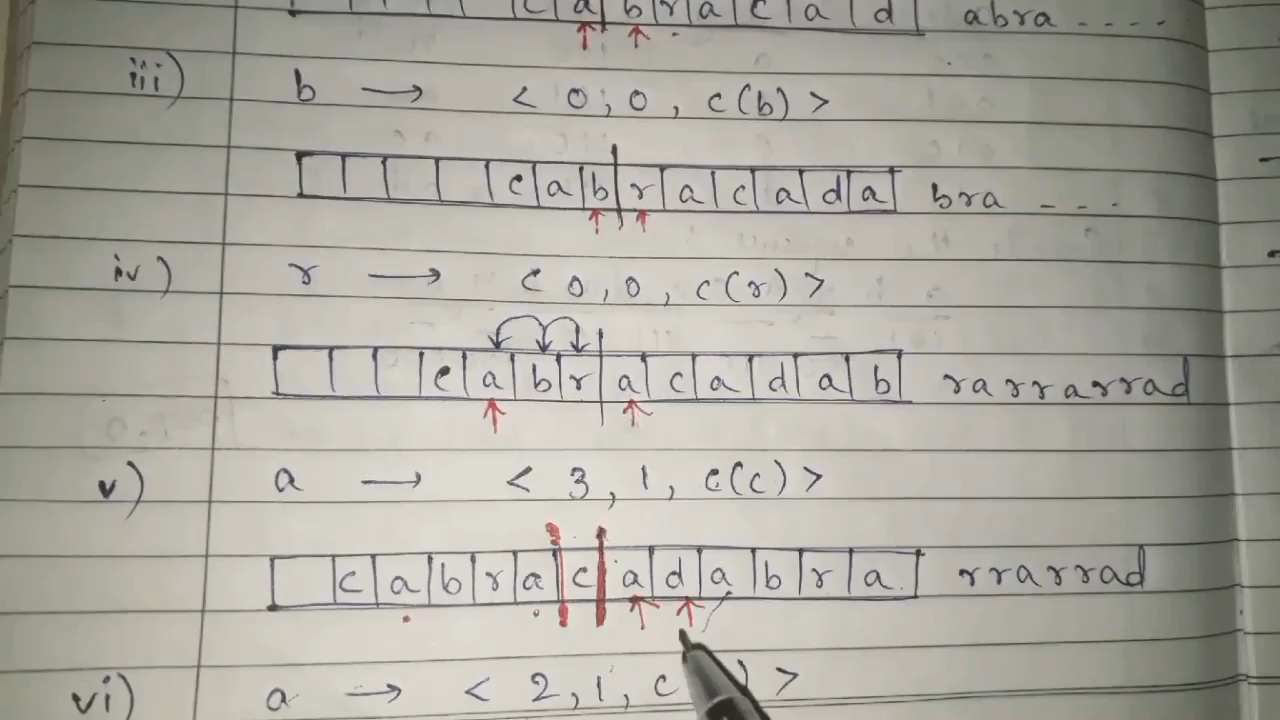 c a b r a c a d abra ....
iii) b → < 0, 0, c(b) >
c a b r a c a d a bra ---
iv) r → < 0, 0, c(r) >
c a b r a c a d a b rarrarrad
v) a → < 3, 1, c(c) >
c a b r a c a d a b r a rrarrad
vi) a → < 2, 1, c ) >